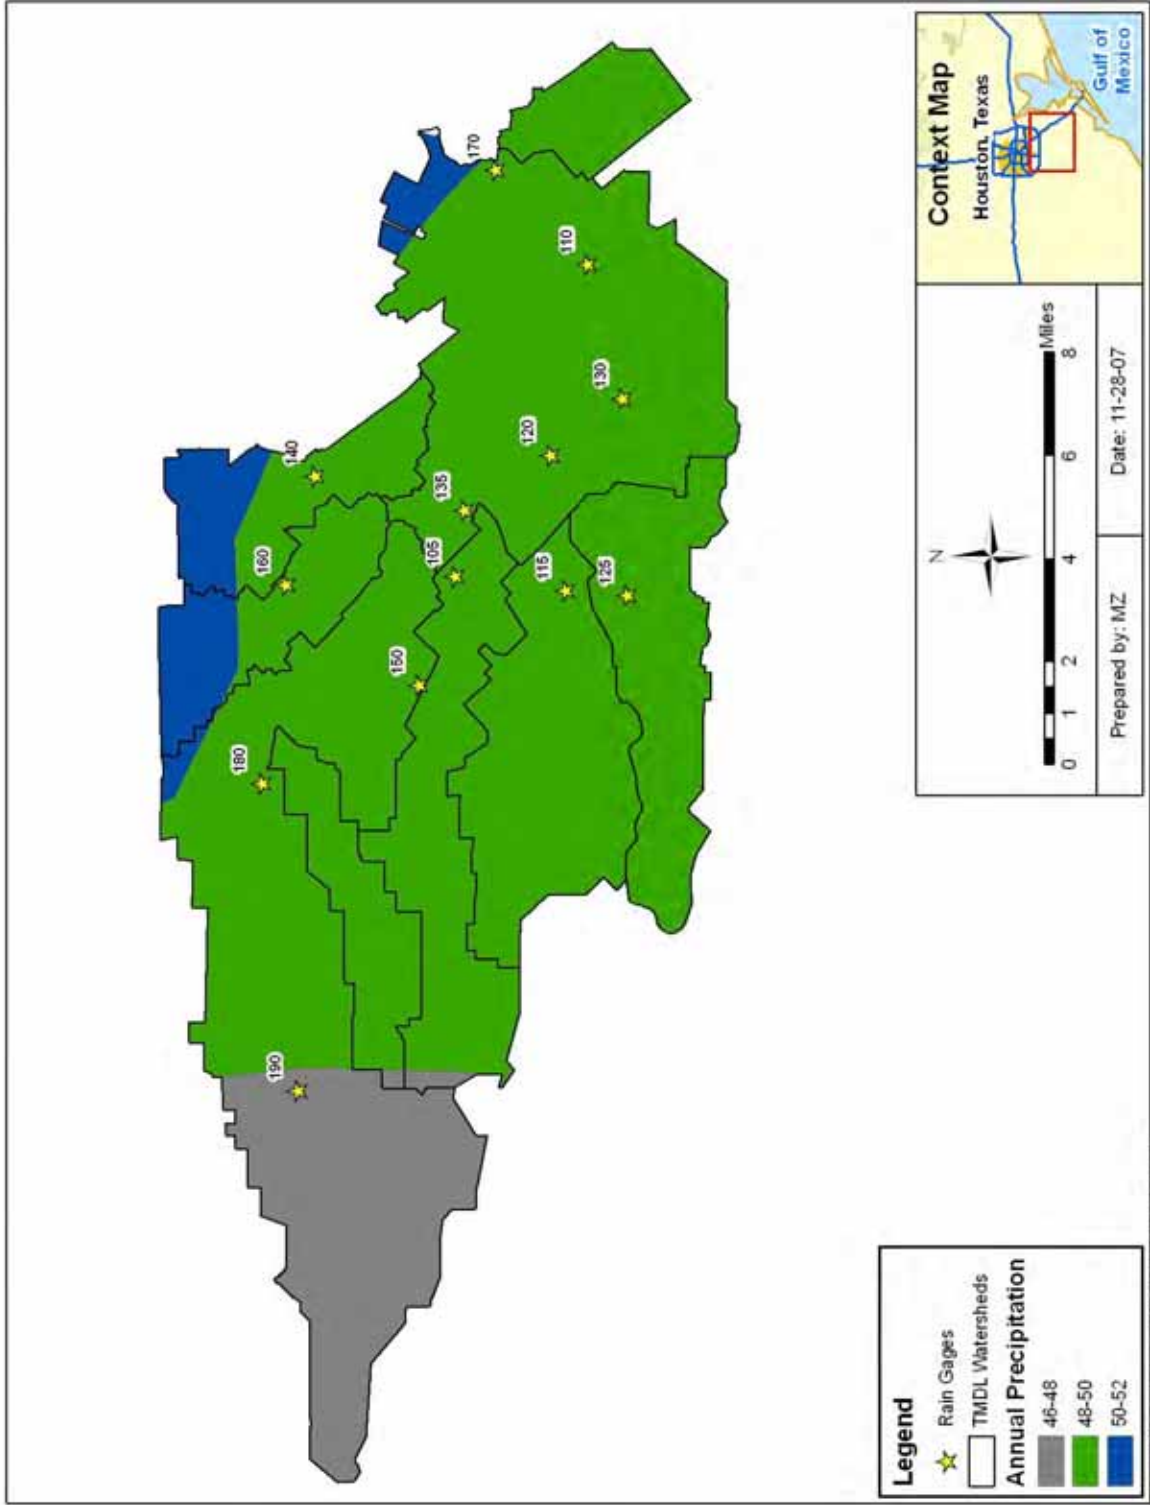 190
180
160
140
150
105
135
170
115
125
120
130
110
Legend
Rain Gages
TMDL Watersheds
Annual Precipitation
46-48
48-50
50-52
N
0 1 2 4 6 8
Miles
Prepared by: MZ
Date: 11-28-07
Context Map
Houston, Texas
Gulf of
Mexico